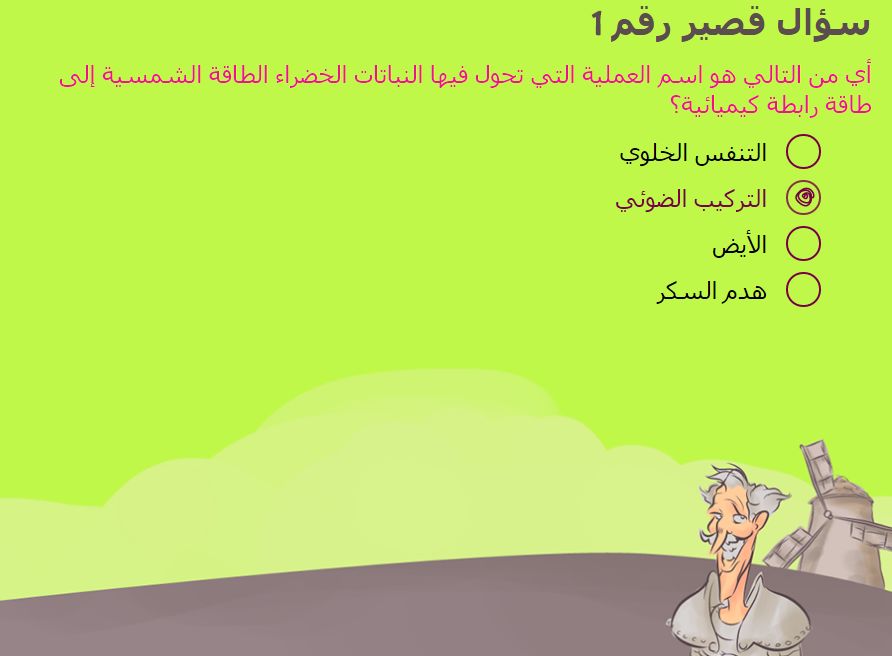 سؤال قصير رقم 1
أي من التالي هو اسم العملية التي تحول فيها النباتات الخضراء الطاقة الشمسية إلى
طاقة رابطة كيميائية؟
التنفس الخلوي
التركيب الضوئي
الأيض
هدم السكر